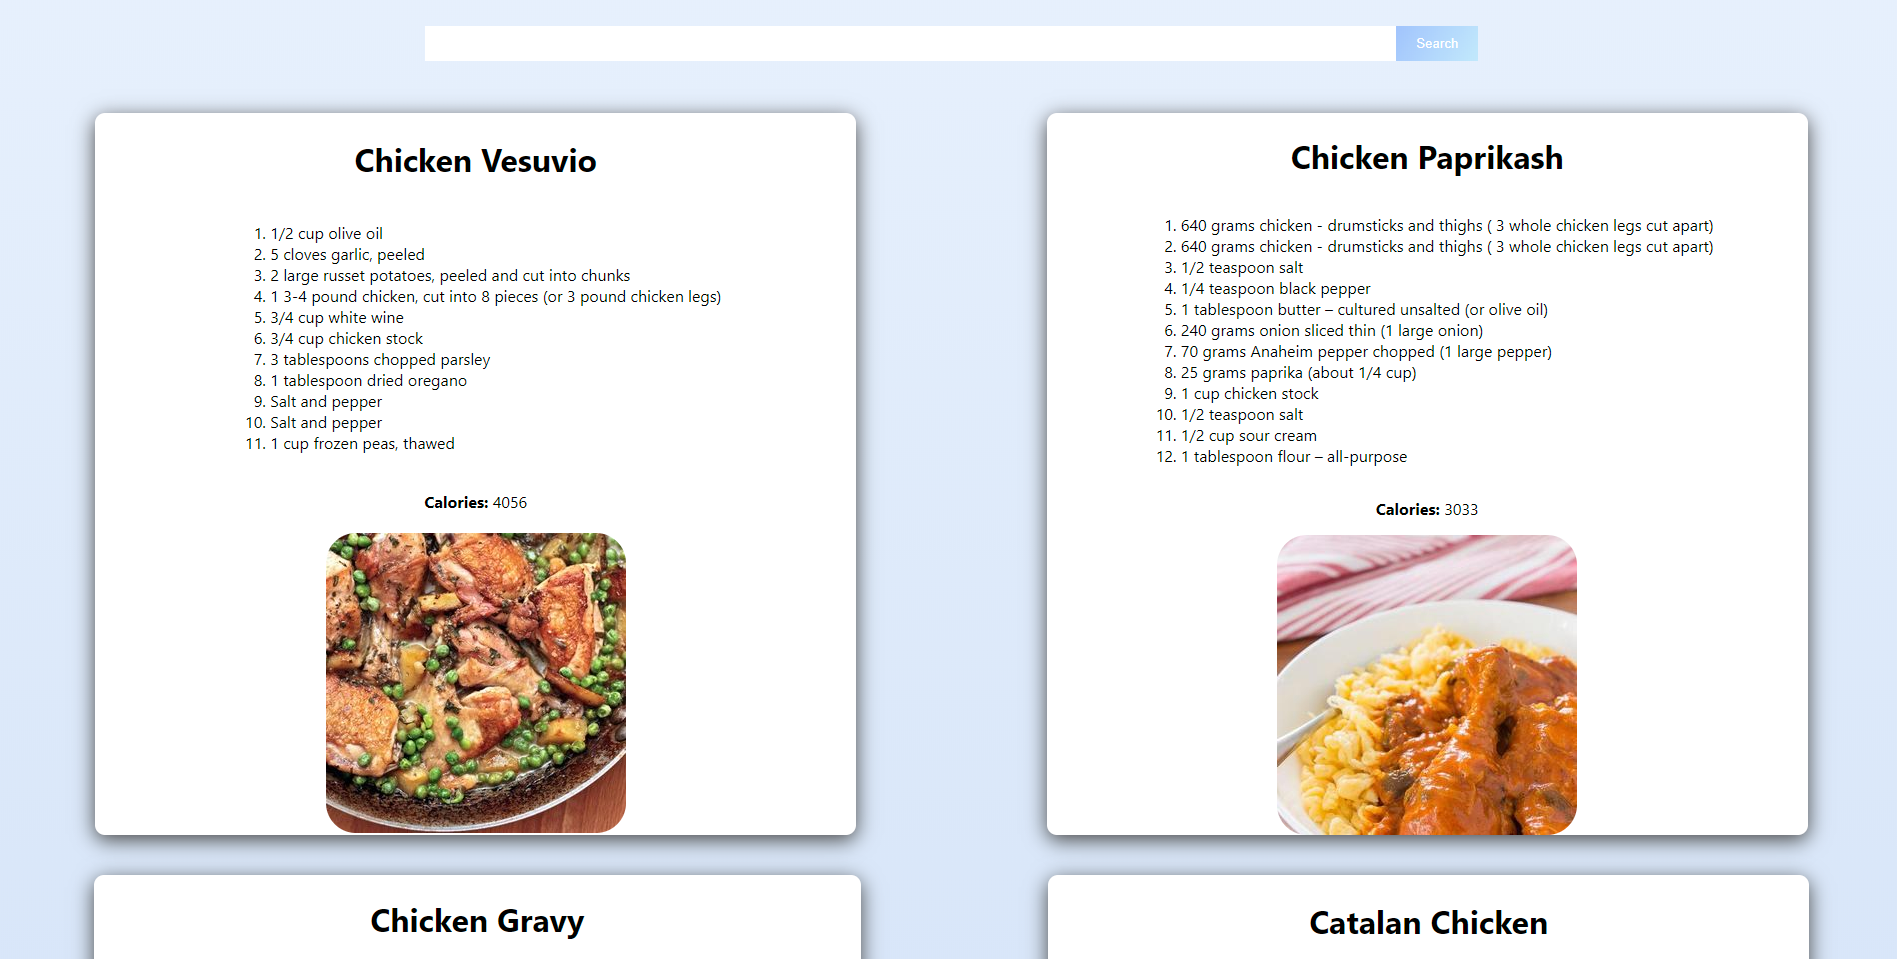 Search
Chicken Vesuvio
1. 1/2 cup olive oil
2. 5 cloves garlic, peeled
3. 2 large russet potatoes, peeled and cut into chunks
4. 1 3-4 pound chicken, cut into 8 pieces (or 3 pound chicken legs)
5. 3/4 cup white wine
6. 3/4 cup chicken stock
7. 3 tablespoons chopped parsley
8. 1 tablespoon dried oregano
9. Salt and pepper
10. Salt and pepper
11. 1 cup frozen peas, thawed
Calories: 4056
Chicken Paprikash
1. 640 grams chicken - drumsticks and thighs ( 3 whole chicken legs cut apart)
2. 640 grams chicken - drumsticks and thighs ( 3 whole chicken legs cut apart)
3. 1/2 teaspoon salt
4. 1/4 teaspoon black pepper
5. 1 tablespoon butter – cultured unsalted (or olive oil)
6. 240 grams onion sliced thin (1 large onion)
7. 70 grams Anaheim pepper chopped (1 large pepper)
8. 25 grams paprika (about 1/4 cup)
9. 1 cup chicken stock
10. 1/2 teaspoon salt
11. 1/2 cup sour cream
12. 1 tablespoon flour – all-purpose
Calories: 3033
Chicken Gravy
Catalan Chicken